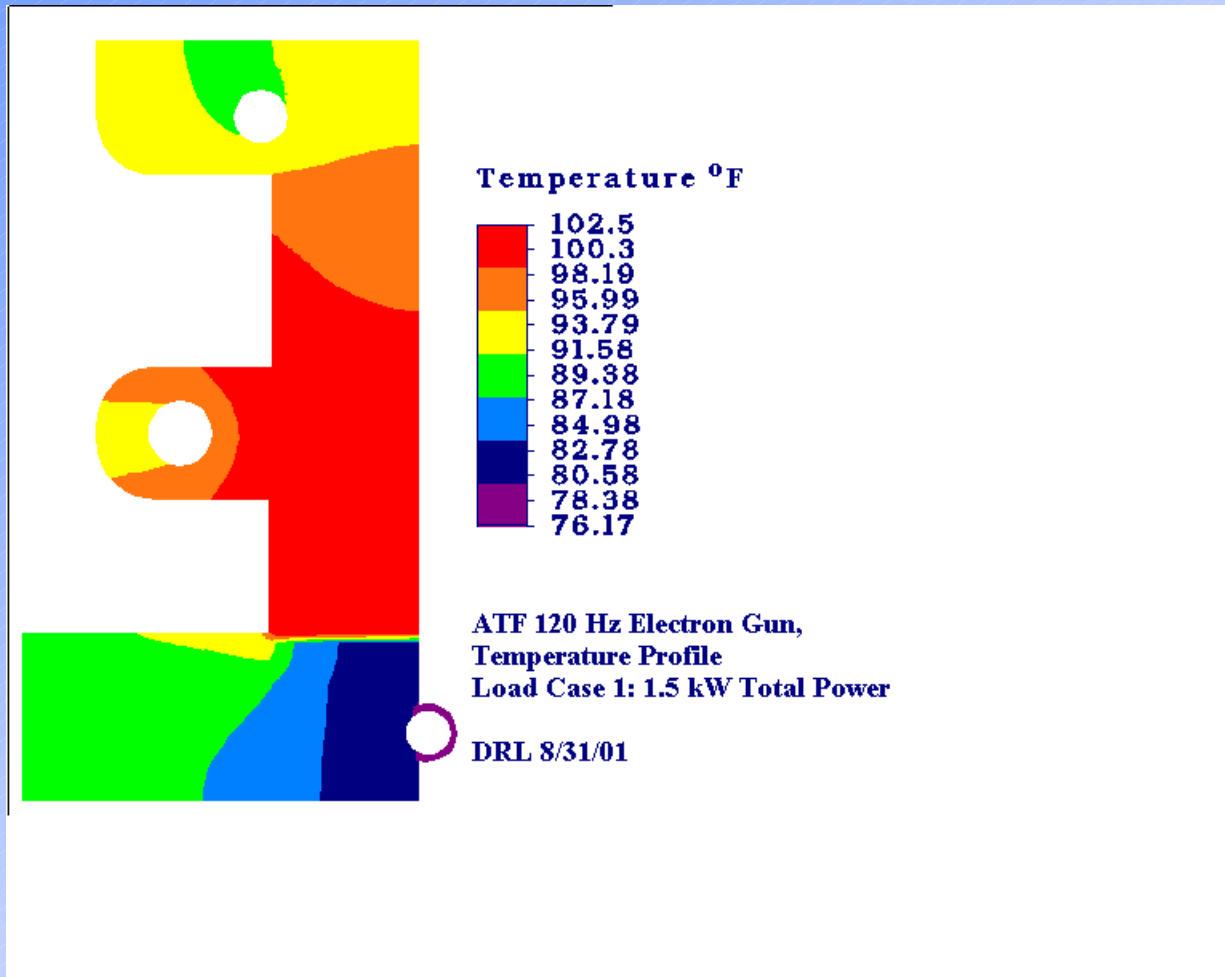 Temperature °F
102.5
100.3
98.19
95.99
93.79
91.58
89.38
87.18
84.98
82.78
80.58
78.38
76.17
ATF 120 Hz Electron Gun,
Temperature Profile
Load Case 1: 1.5 kW Total Power
DRL 8/31/01